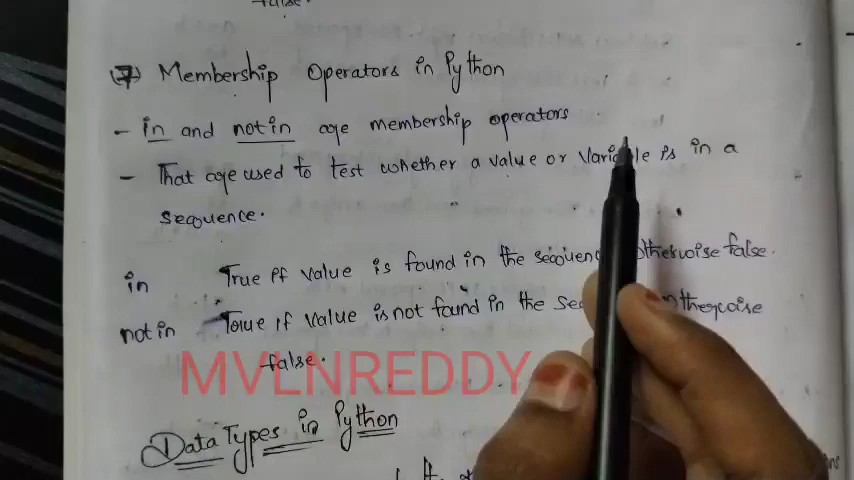 false.
(7) Membership Operators in Python
- in and not in are membership operators
- That are used to test whether a value or variable is in a
sequence.
in True if value is found in the sequence otherwise false.
not in True if value is not found in the otherwise
false.
MVLNREDDY
Data Types in Python